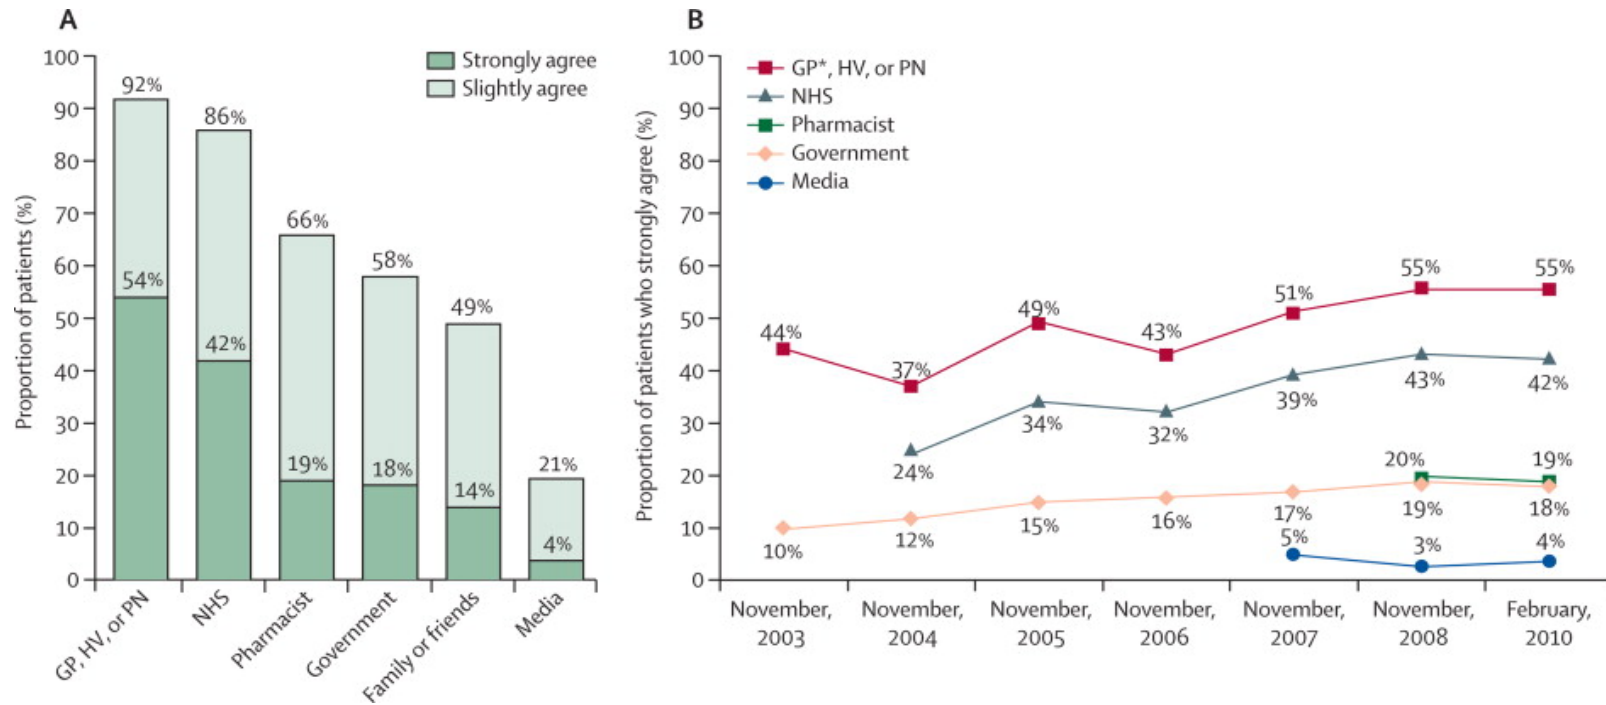 A
Proportion of patients (%)
100
90
80
70
60
50
40
30
20
10
0
Strongly agree
Slightly agree
92%
54%
86%
42%
66%
19%
58%
18%
49%
14%
21%
4%
GP, HV, or PN
NHS
Pharmacist
Government
Family or friends
Media
B
Proportion of patients who strongly agree (%)
100
90
80
70
60
50
40
30
20
10
0
GP*, HV, or PN
NHS
Pharmacist
Government
Media
44%
37%
49%
43%
51%
55%
55%
24%
34%
32%
39%
43%
42%
20%
19%
10%
12%
15%
16%
17%
19%
18%
5%
3%
4%
November,
2003
November,
2004
November,
2005
November,
2006
November,
2007
November,
2008
February,
2010